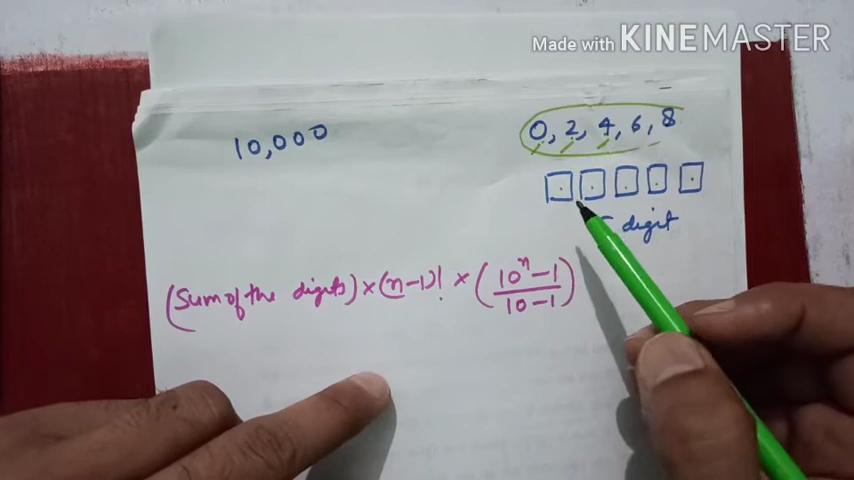 Made with KINEMASTER
10,000
0, 2, 4, 6, 8
digit
(Sum of the digits) × (n-1)! × (10ⁿ-1 / 10-1)